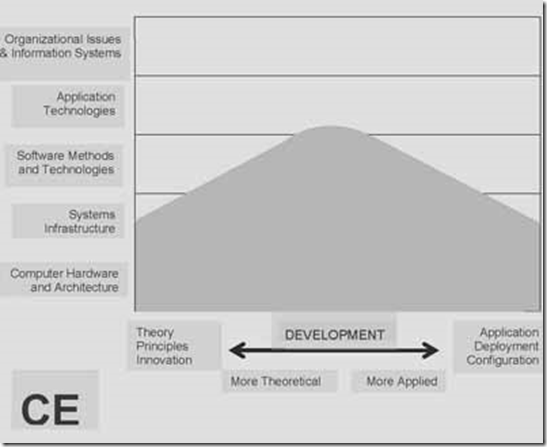 Organizational Issues
& Information Systems
Application
Technologies
Software Methods
and Technologies
Systems
Infrastructure
Computer Hardware
and Architecture
Theory
Principles
Innovation
DEVELOPMENT
Application
Deployment
Configuration
More Theoretical
More Applied
CE